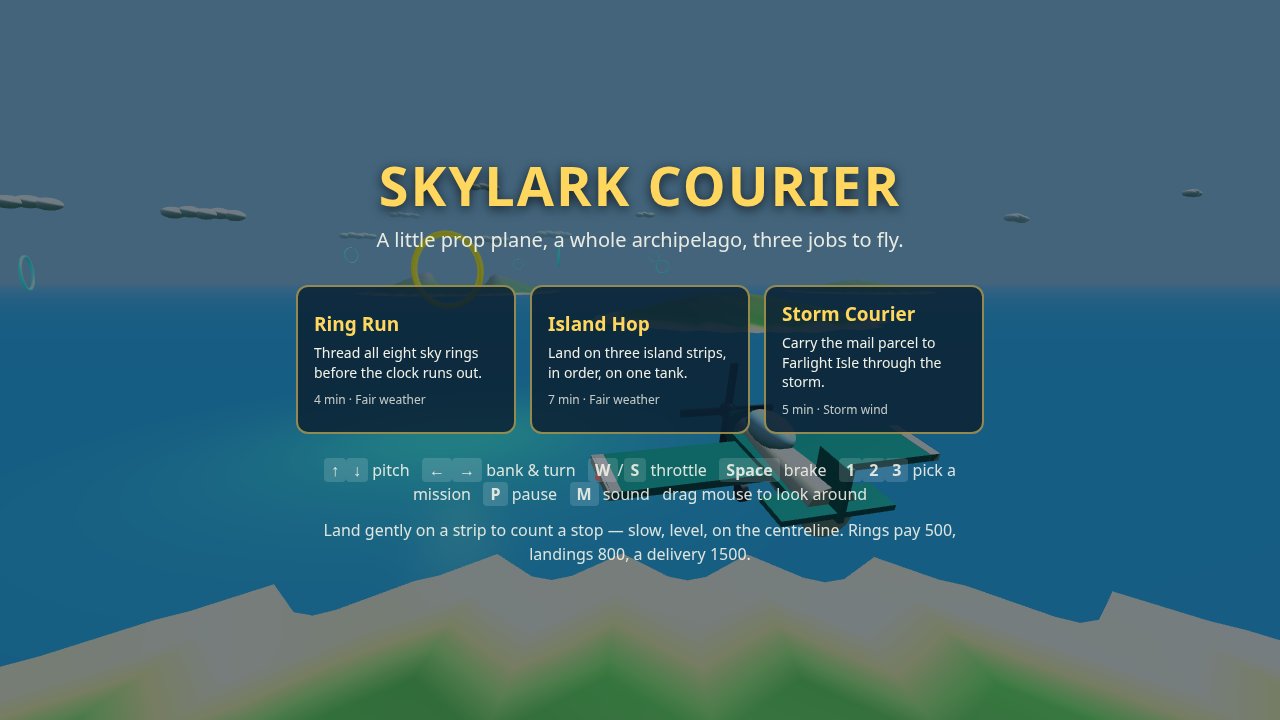 SKYLARK COURIER
A little prop plane, a whole archipelago, three jobs to fly.
Ring Run
Thread all eight sky rings
before the clock runs out.
4 min · Fair weather
Island Hop
Land on three island strips,
in order, on one tank.
7 min · Fair weather
Storm Courier
Carry the mail parcel to
Farlight Isle through the
storm.
5 min · Storm wind
↑ ↓ pitch ← → bank & turn W / S throttle Space brake 1 2 3 pick a
mission P pause M sound drag mouse to look around
Land gently on a strip to count a stop — slow, level, on the centreline. Rings pay 500,
landings 800, a delivery 1500.